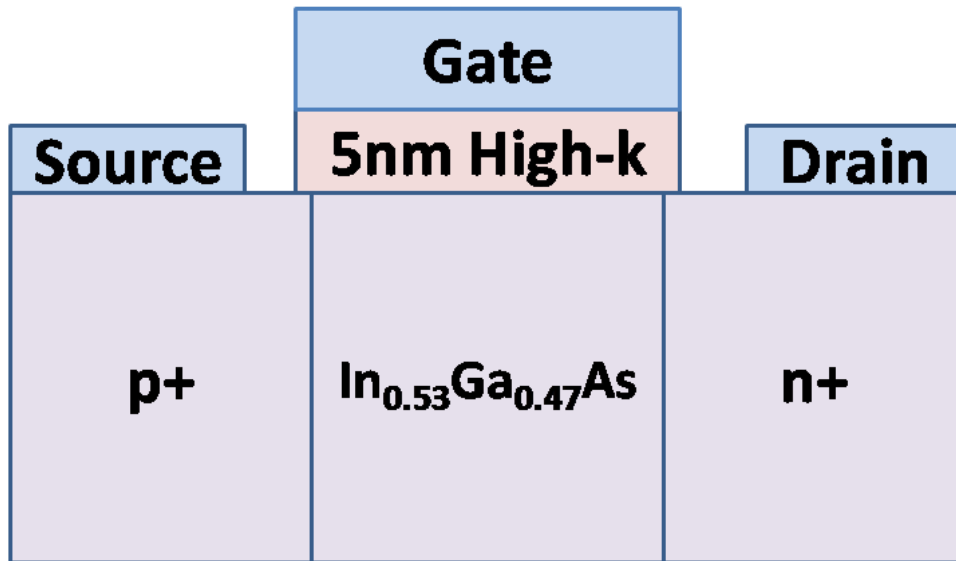 Gate
Source
5nm High-k
Drain
p+
In₀.₅₃Ga₀.₄₇As
n+